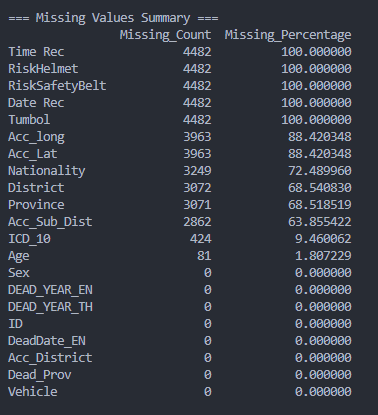 === Missing Values Summary ===
Missing_Count Missing_Percentage
Time Rec 4482 100.000000
RiskHelmet 4482 100.000000
RiskSafetyBelt 4482 100.000000
Date Rec 4482 100.000000
Tumbol 4482 100.000000
Acc_long 3963 88.420348
Acc_Lat 3963 88.420348
Nationality 3249 72.489960
District 3072 68.540830
Province 3071 68.518519
Acc_Sub_Dist 2862 63.855422
ICD_10 424 9.460062
Age 81 1.807229
Sex 0 0.000000
DEAD_YEAR_EN 0 0.000000
DEAD_YEAR_TH 0 0.000000
ID 0 0.000000
DeadDate_EN 0 0.000000
Acc_District 0 0.000000
Dead_Prov 0 0.000000
Vehicle 0 0.000000